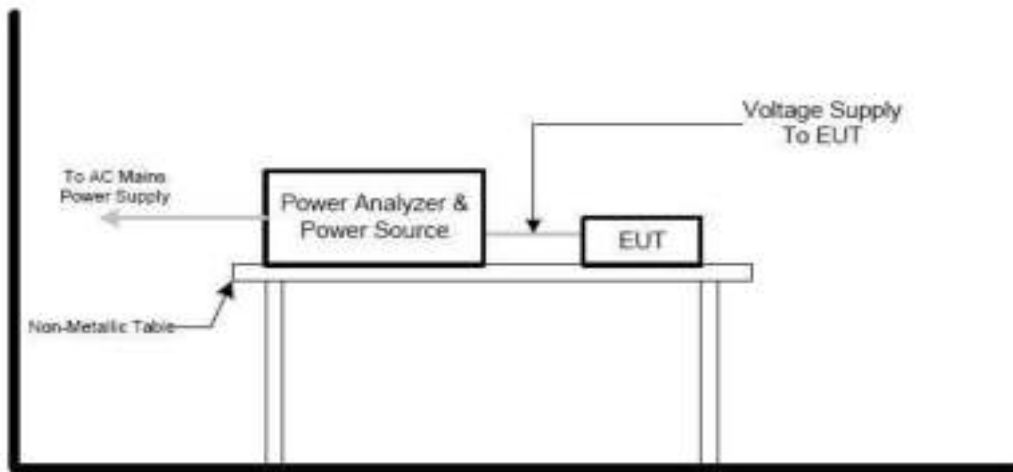 Voltage Supply
To EUT
To AC Mains
Power Supply
Power Analyzer &
Power Source
EUT
Non-Metallic Table